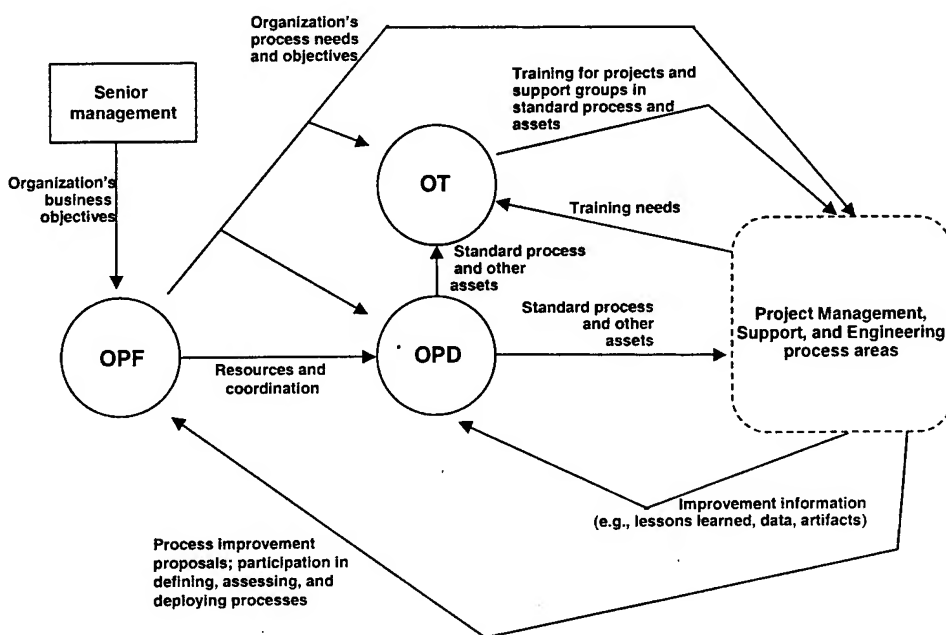 Organization's
process needs
and objectives
Senior
management
Training for projects and
support groups in
standard process and
assets
Organization's
business
objectives
OT
Training needs
Standard process
and other
assets
Standard process
and other
assets
Project Management,
Support, and Engineering
process areas
OPF
OPD
Resources and
coordination
Improvement information
(e.g., lessons learned, data, artifacts)
Process improvement
proposals; participation in
defining, assessing, and
deploying processes